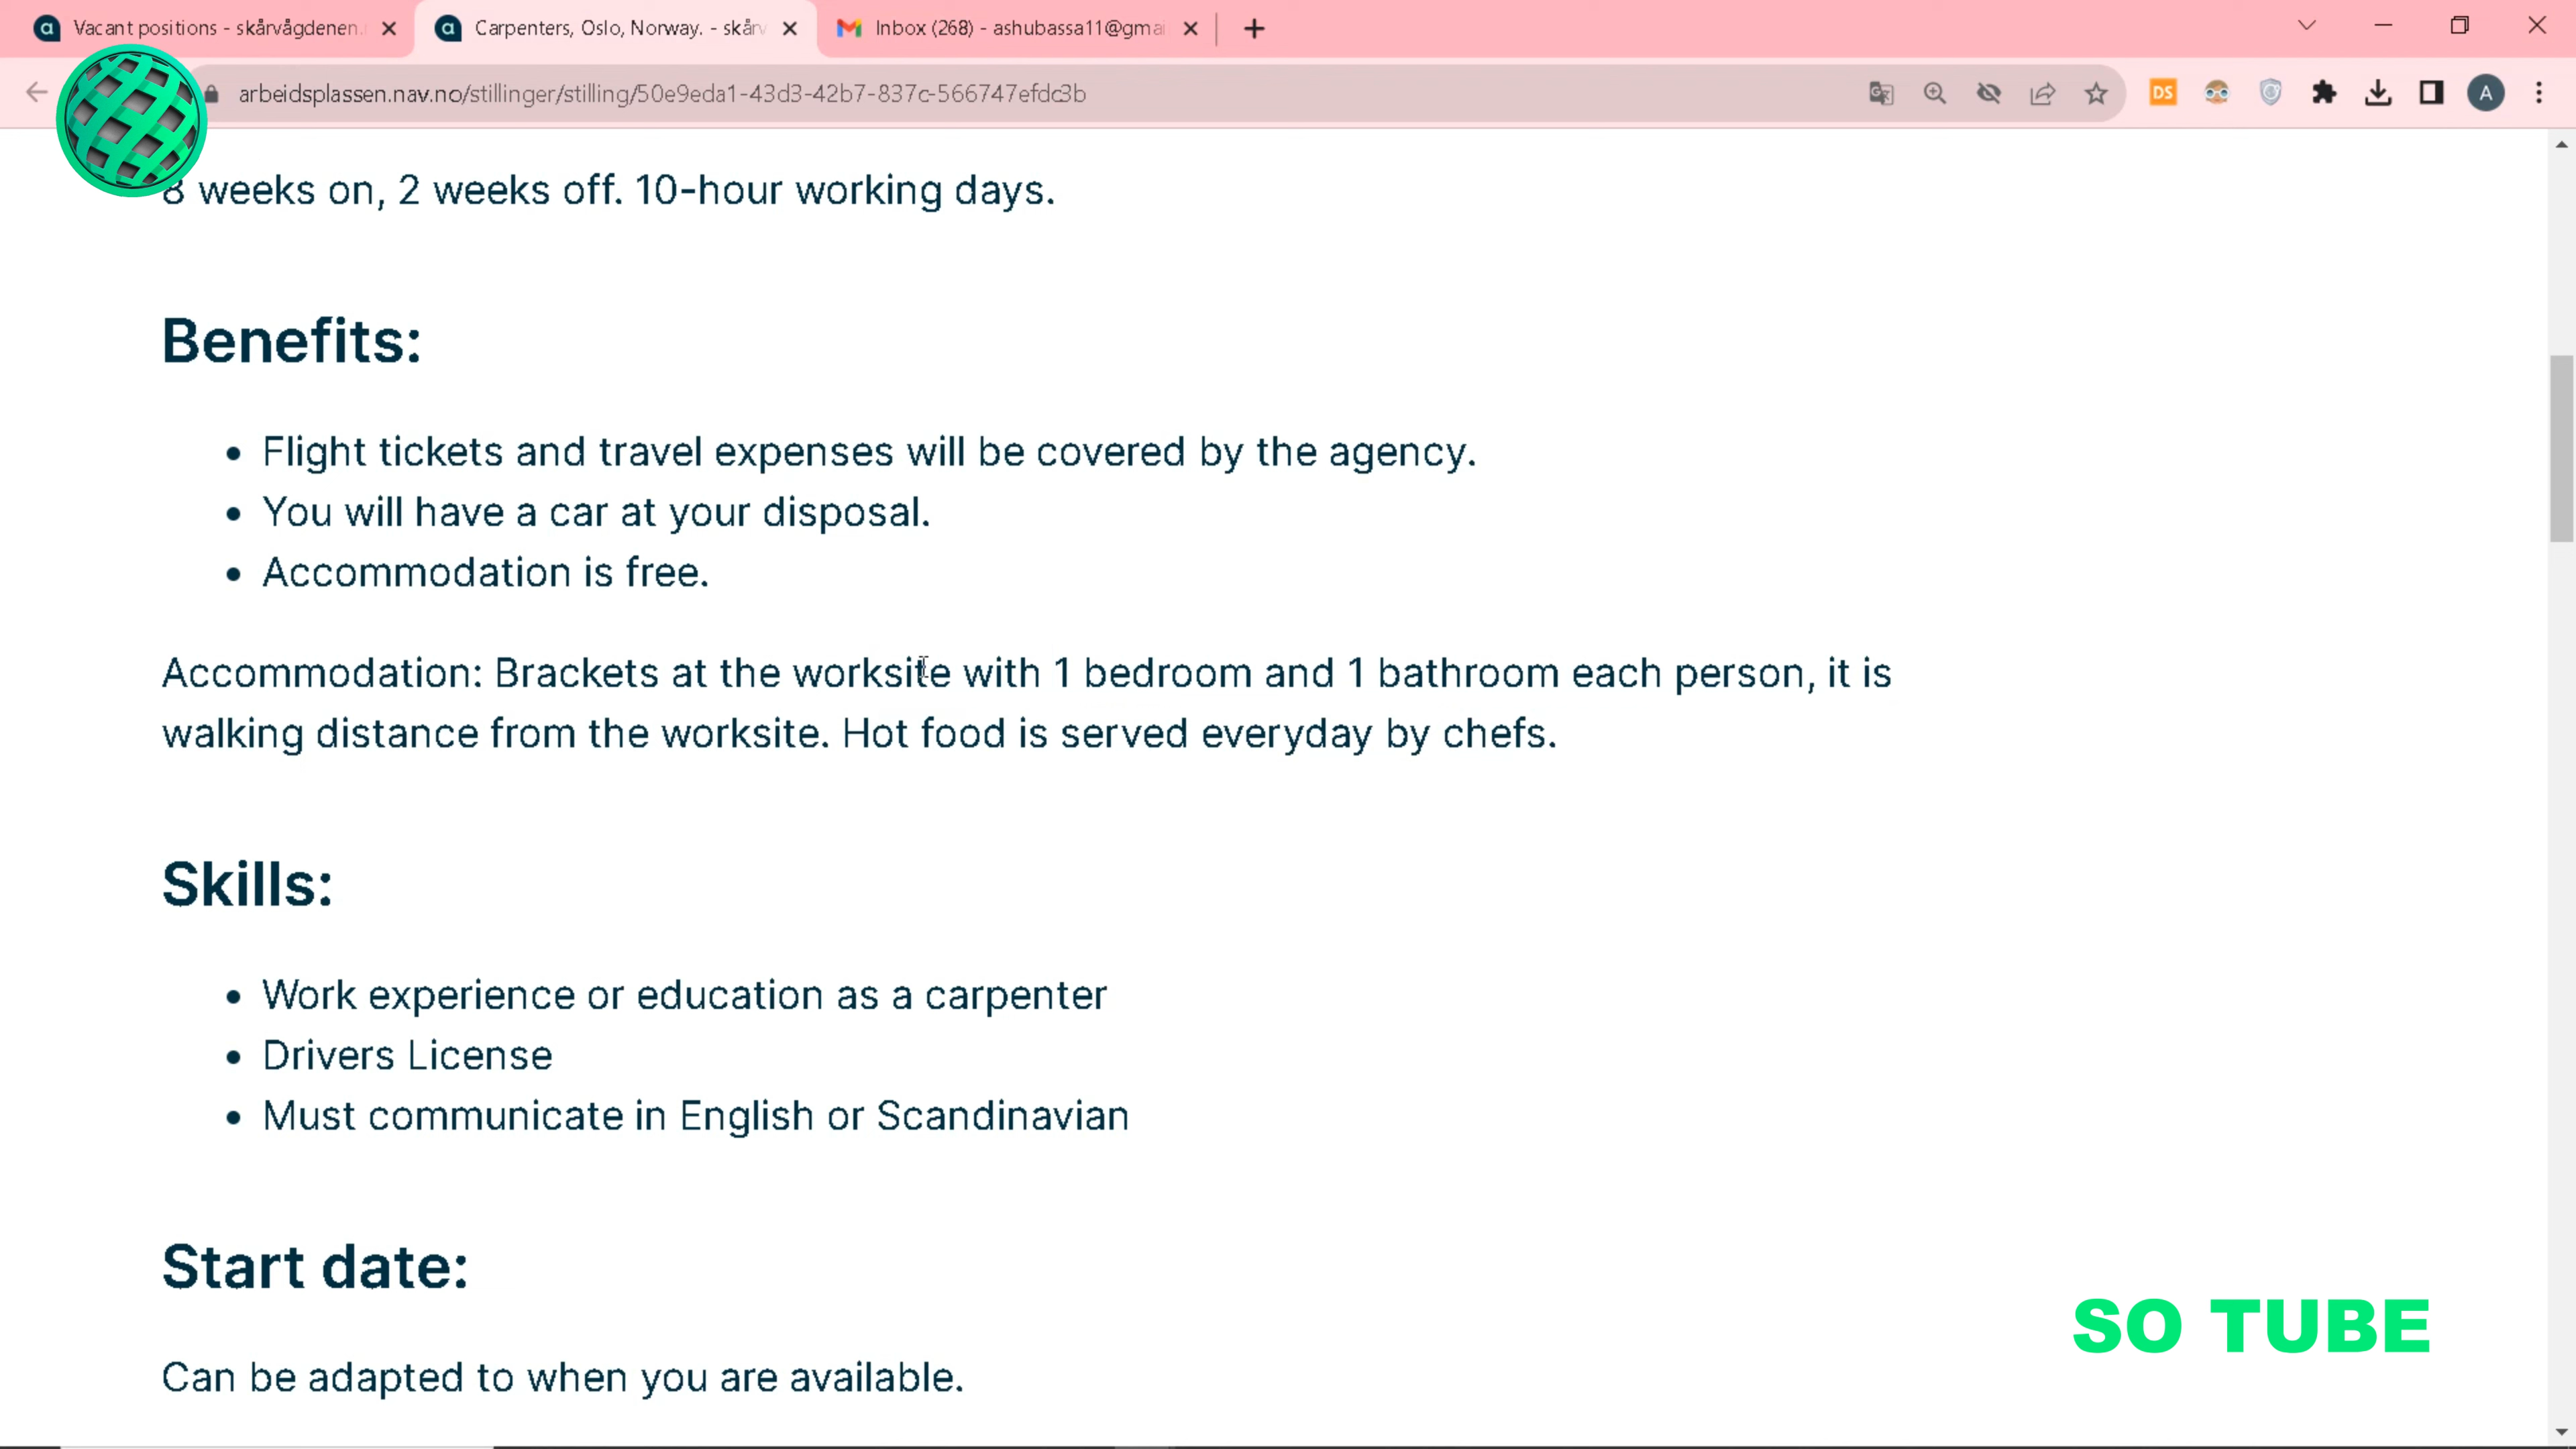 Vacant positions - skårvågdenen.
Carpenters, Oslo, Norway. - skårv
Inbox (268) - ashubassa11@gmai
arbeidsplassen.nav.no/stillinger/stilling/50e9eda1-43d3-42b7-837c-566747efdc3b
DS
A
8 weeks on, 2 weeks off. 10-hour working days.
Benefits:
• Flight tickets and travel expenses will be covered by the agency.
• You will have a car at your disposal.
• Accommodation is free.
Accommodation: Brackets at the worksite with 1 bedroom and 1 bathroom each person, it is
walking distance from the worksite. Hot food is served everyday by chefs.
Skills:
• Work experience or education as a carpenter
• Drivers License
• Must communicate in English or Scandinavian
Start date:
SO TUBE
Can be adapted to when you are available.